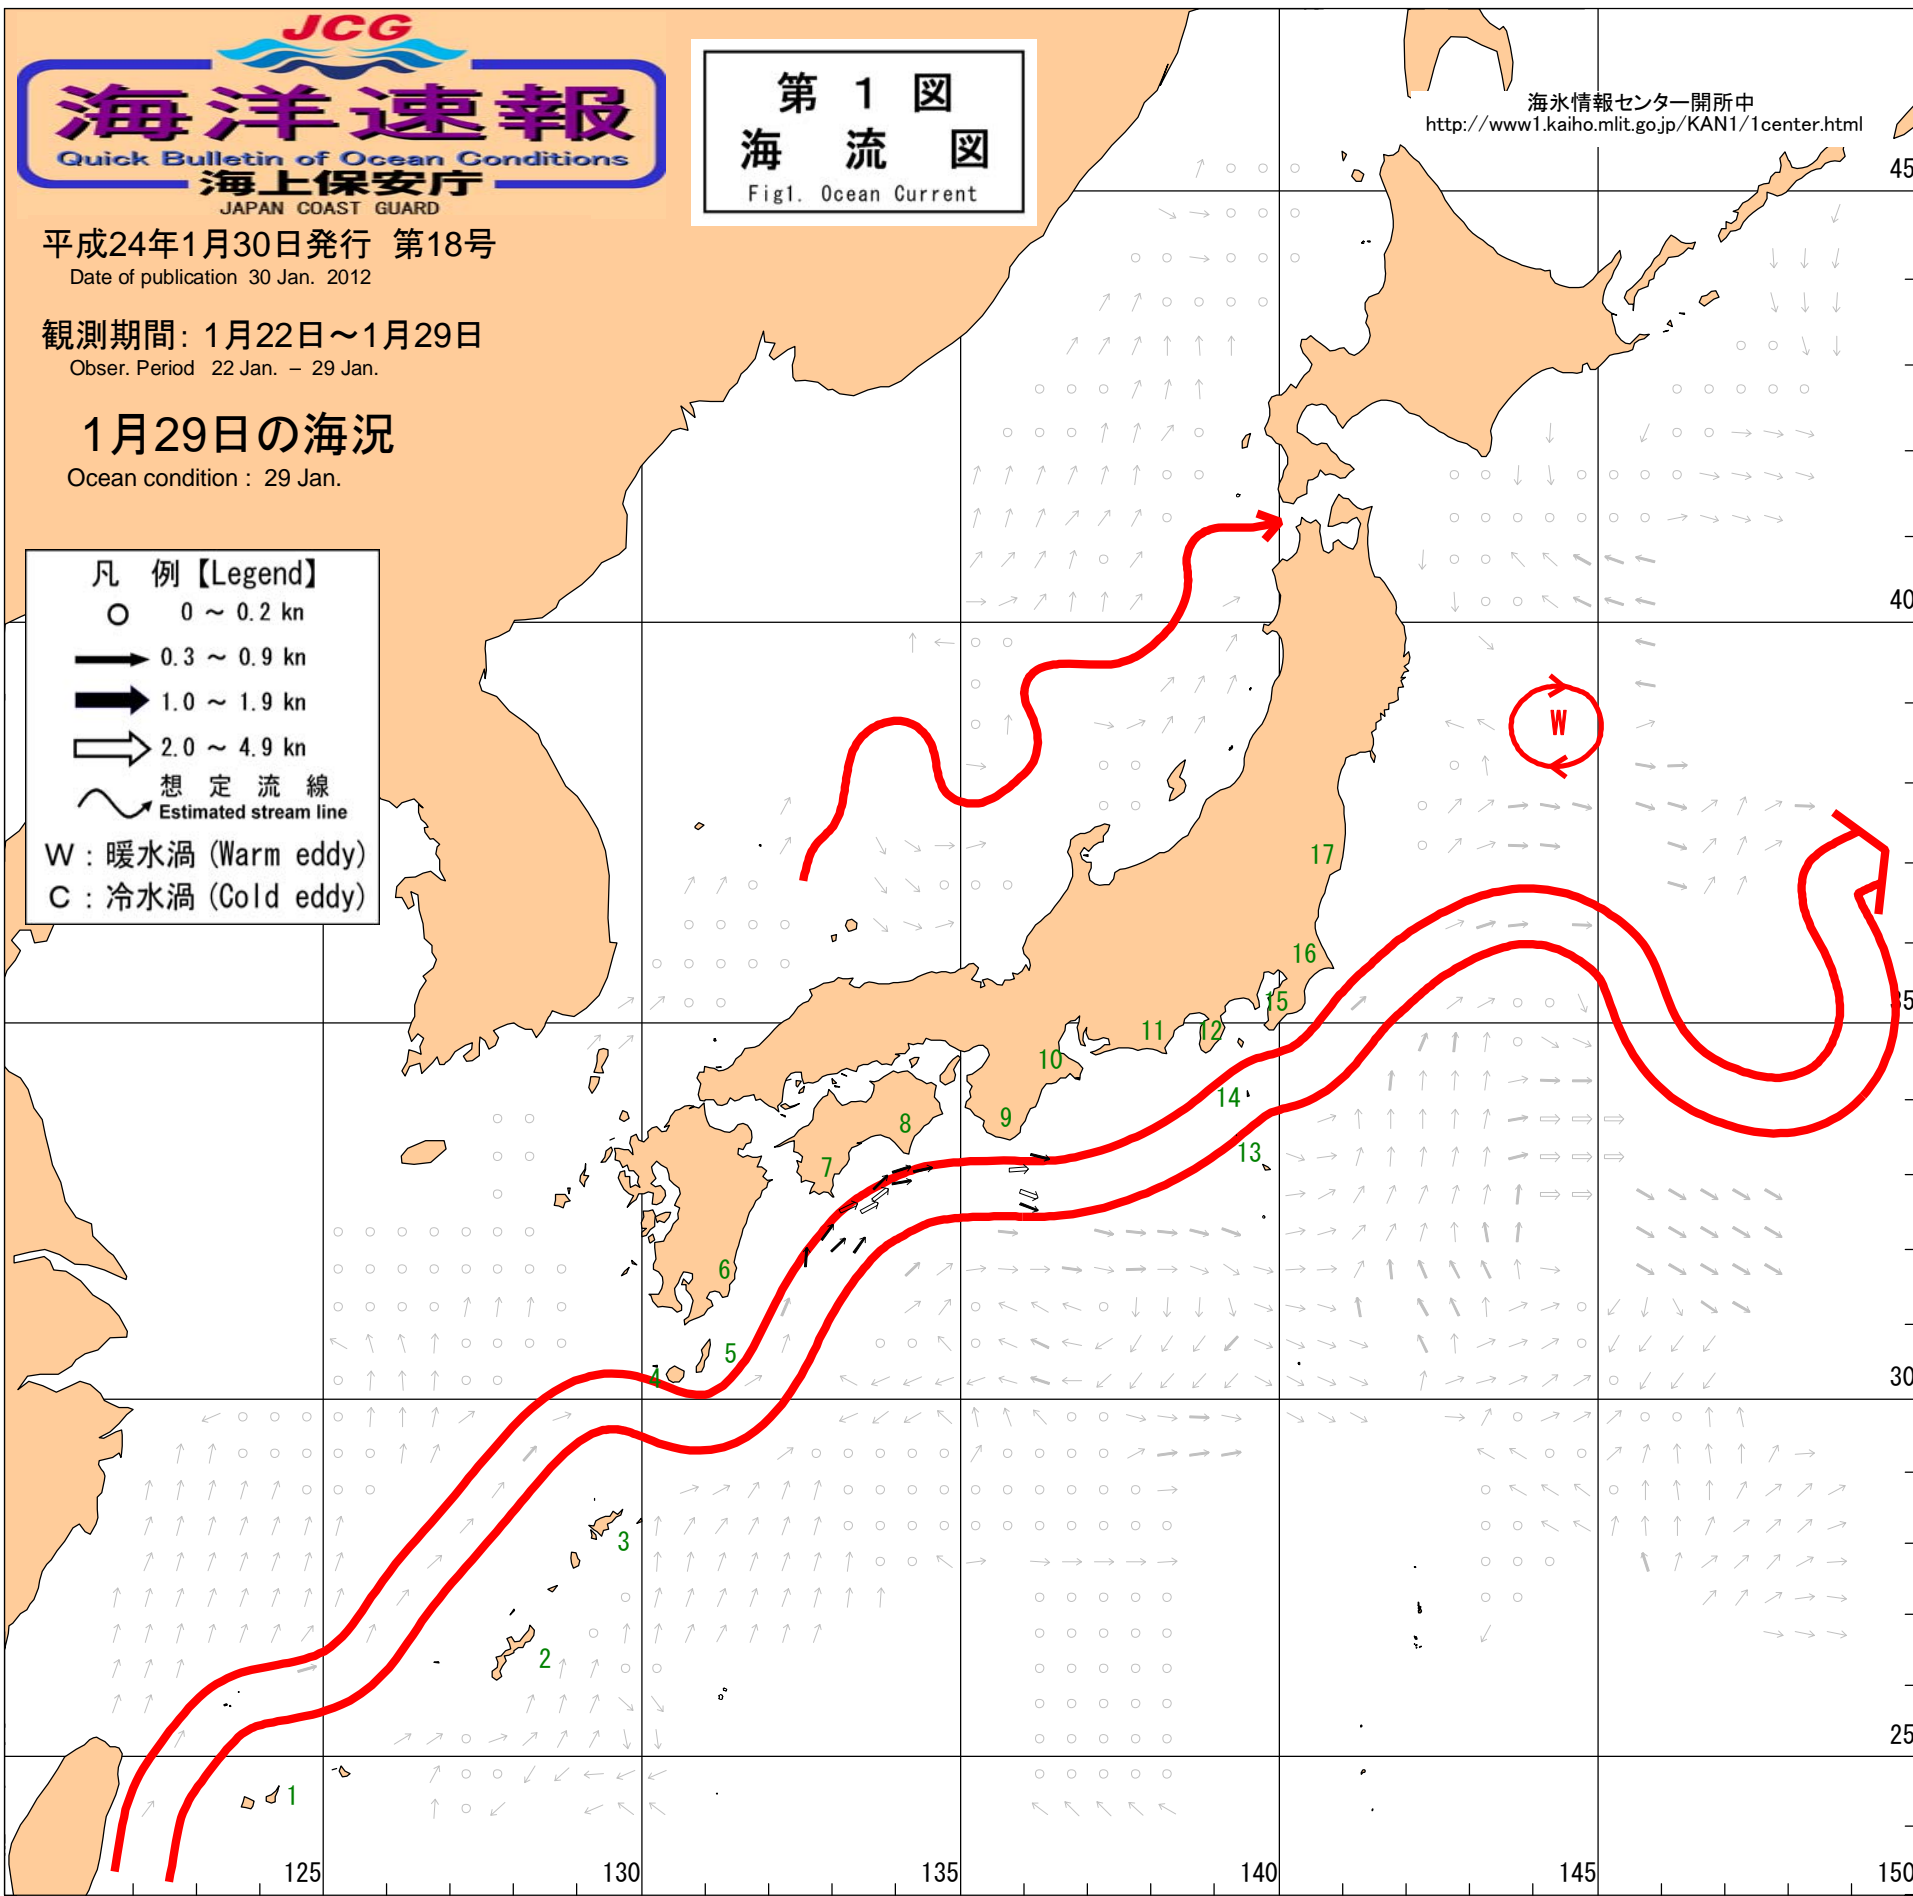 JCG
海洋速報
Quick Bulletin of Ocean Conditions
海上保安庁
JAPAN COAST GUARD
第 1 図
海 流 図
Fig1. Ocean Current
海氷情報センター開所中
http://www1.kaiho.mlit.go.jp/KAN1/1center.html
平成24年1月30日発行 第18号
Date of publication 30 Jan. 2012
観測期間: 1月22日~1月29日
Obser. Period 22 Jan. – 29 Jan.
1月29日の海況
Ocean condition : 29 Jan.
凡 例【Legend】
0 ~ 0.2 kn
0.3 ~ 0.9 kn
1.0 ~ 1.9 kn
2.0 ~ 4.9 kn
想 定 流 線
Estimated stream line
W : 暖水渦 (Warm eddy)
C : 冷水渦 (Cold eddy)
45
40
W
17
16
35
15
12
11
10
14
9
8
13
7
6
5
4
30
3
2
25
1
125
130
135
140
145
150